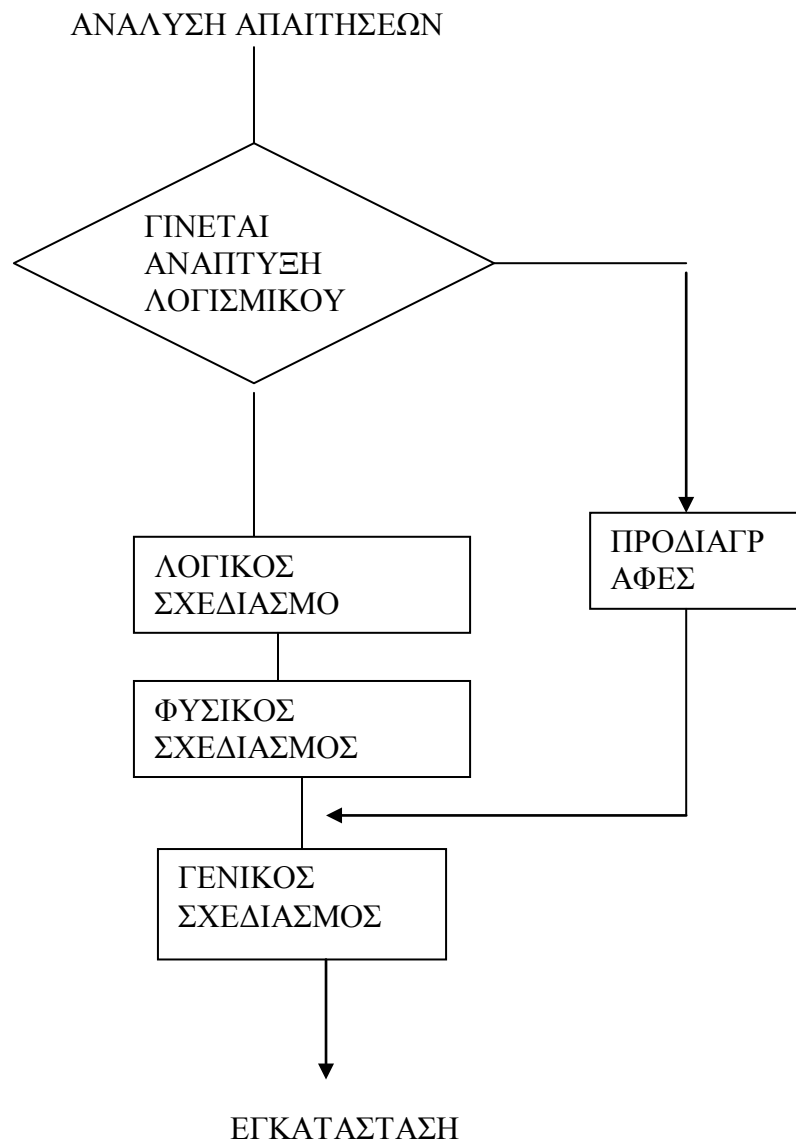 ΑΝΑΛΥΣΗ ΑΠΑΙΤΗΣΕΩΝ
ΓΙΝΕΤΑΙ
ΑΝΑΠΤΥΞΗ
ΛΟΓΙΣΜΙΚΟΥ
ΠΡΟΔΙΑΓΡ
ΑΦΕΣ
ΛΟΓΙΚΟΣ
ΣΧΕΔΙΑΣΜΟ
ΦΥΣΙΚΟΣ
ΣΧΕΔΙΑΣΜΟΣ
ΓΕΝΙΚΟΣ
ΣΧΕΔΙΑΣΜΟΣ
ΕΓΚΑΤΑΣΤΑΣΗ